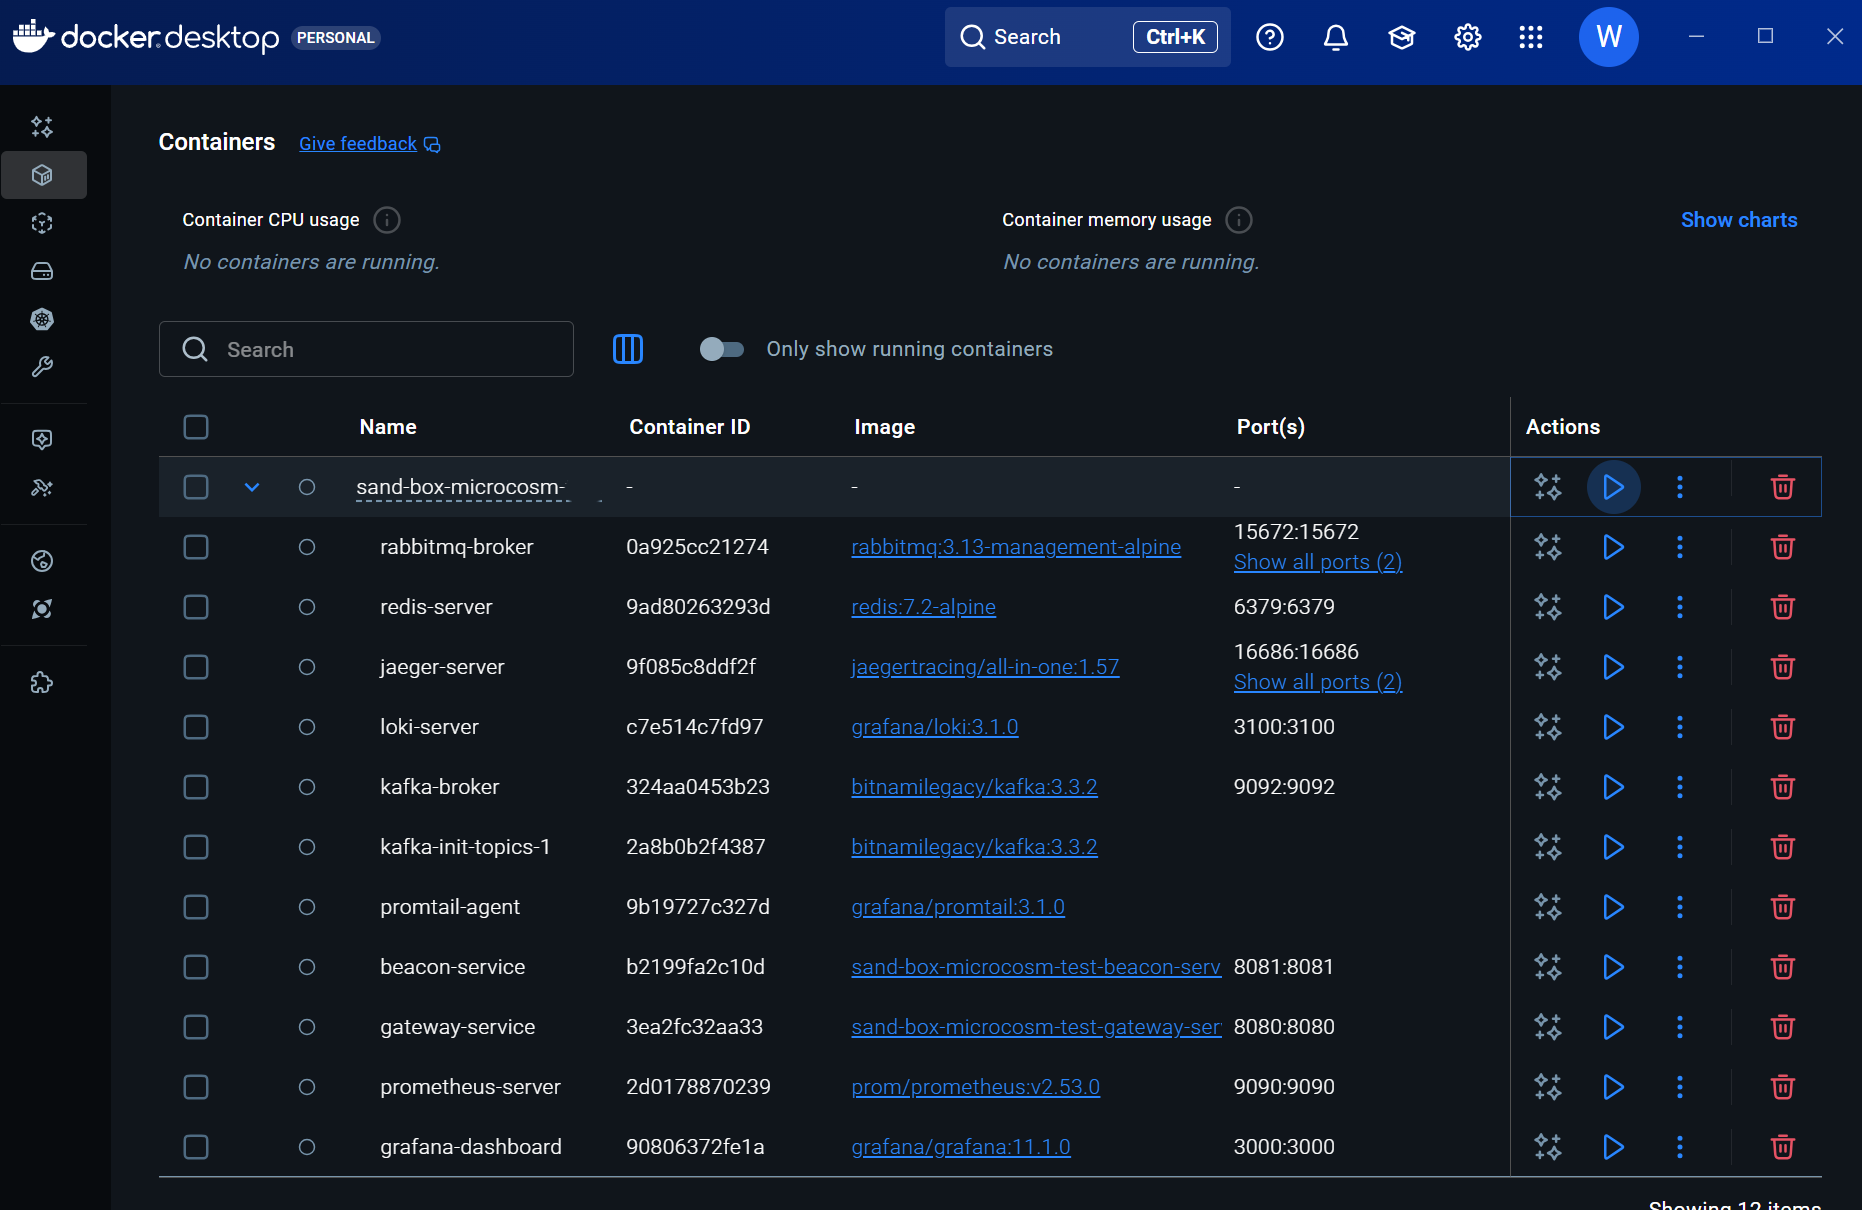 docker.desktop PERSONAL
Search Ctrl+K
W
Containers Give feedback
Container CPU usage Container memory usage Show charts
No containers are running. No containers are running.
Search Only show running containers
Name Container ID Image Port(s) Actions
sand-box-microcosm- - - -
rabbitmq-broker 0a925cc21274 rabbitmq:3.13-management-alpine 15672:15672
Show all ports (2)
redis-server 9ad80263293d redis:7.2-alpine 6379:6379
jaeger-server 9f085c8ddf2f jaegertracing/all-in-one:1.57 16686:16686
Show all ports (2)
loki-server c7e514c7fd97 grafana/loki:3.1.0 3100:3100
kafka-broker 324aa0453b23 bitnamilegacy/kafka:3.3.2 9092:9092
kafka-init-topics-1 2a8b0b2f4387 bitnamilegacy/kafka:3.3.2
promtail-agent 9b19727c327d grafana/promtail:3.1.0
beacon-service b2199fa2c10d sand-box-microcosm-test-beacon-serv 8081:8081
gateway-service 3ea2fc32aa33 sand-box-microcosm-test-gateway-ser 8080:8080
prometheus-server 2d0178870239 prom/prometheus:v2.53.0 9090:9090
grafana-dashboard 90806372fe1a grafana/grafana:11.1.0 3000:3000
Showing 12 items